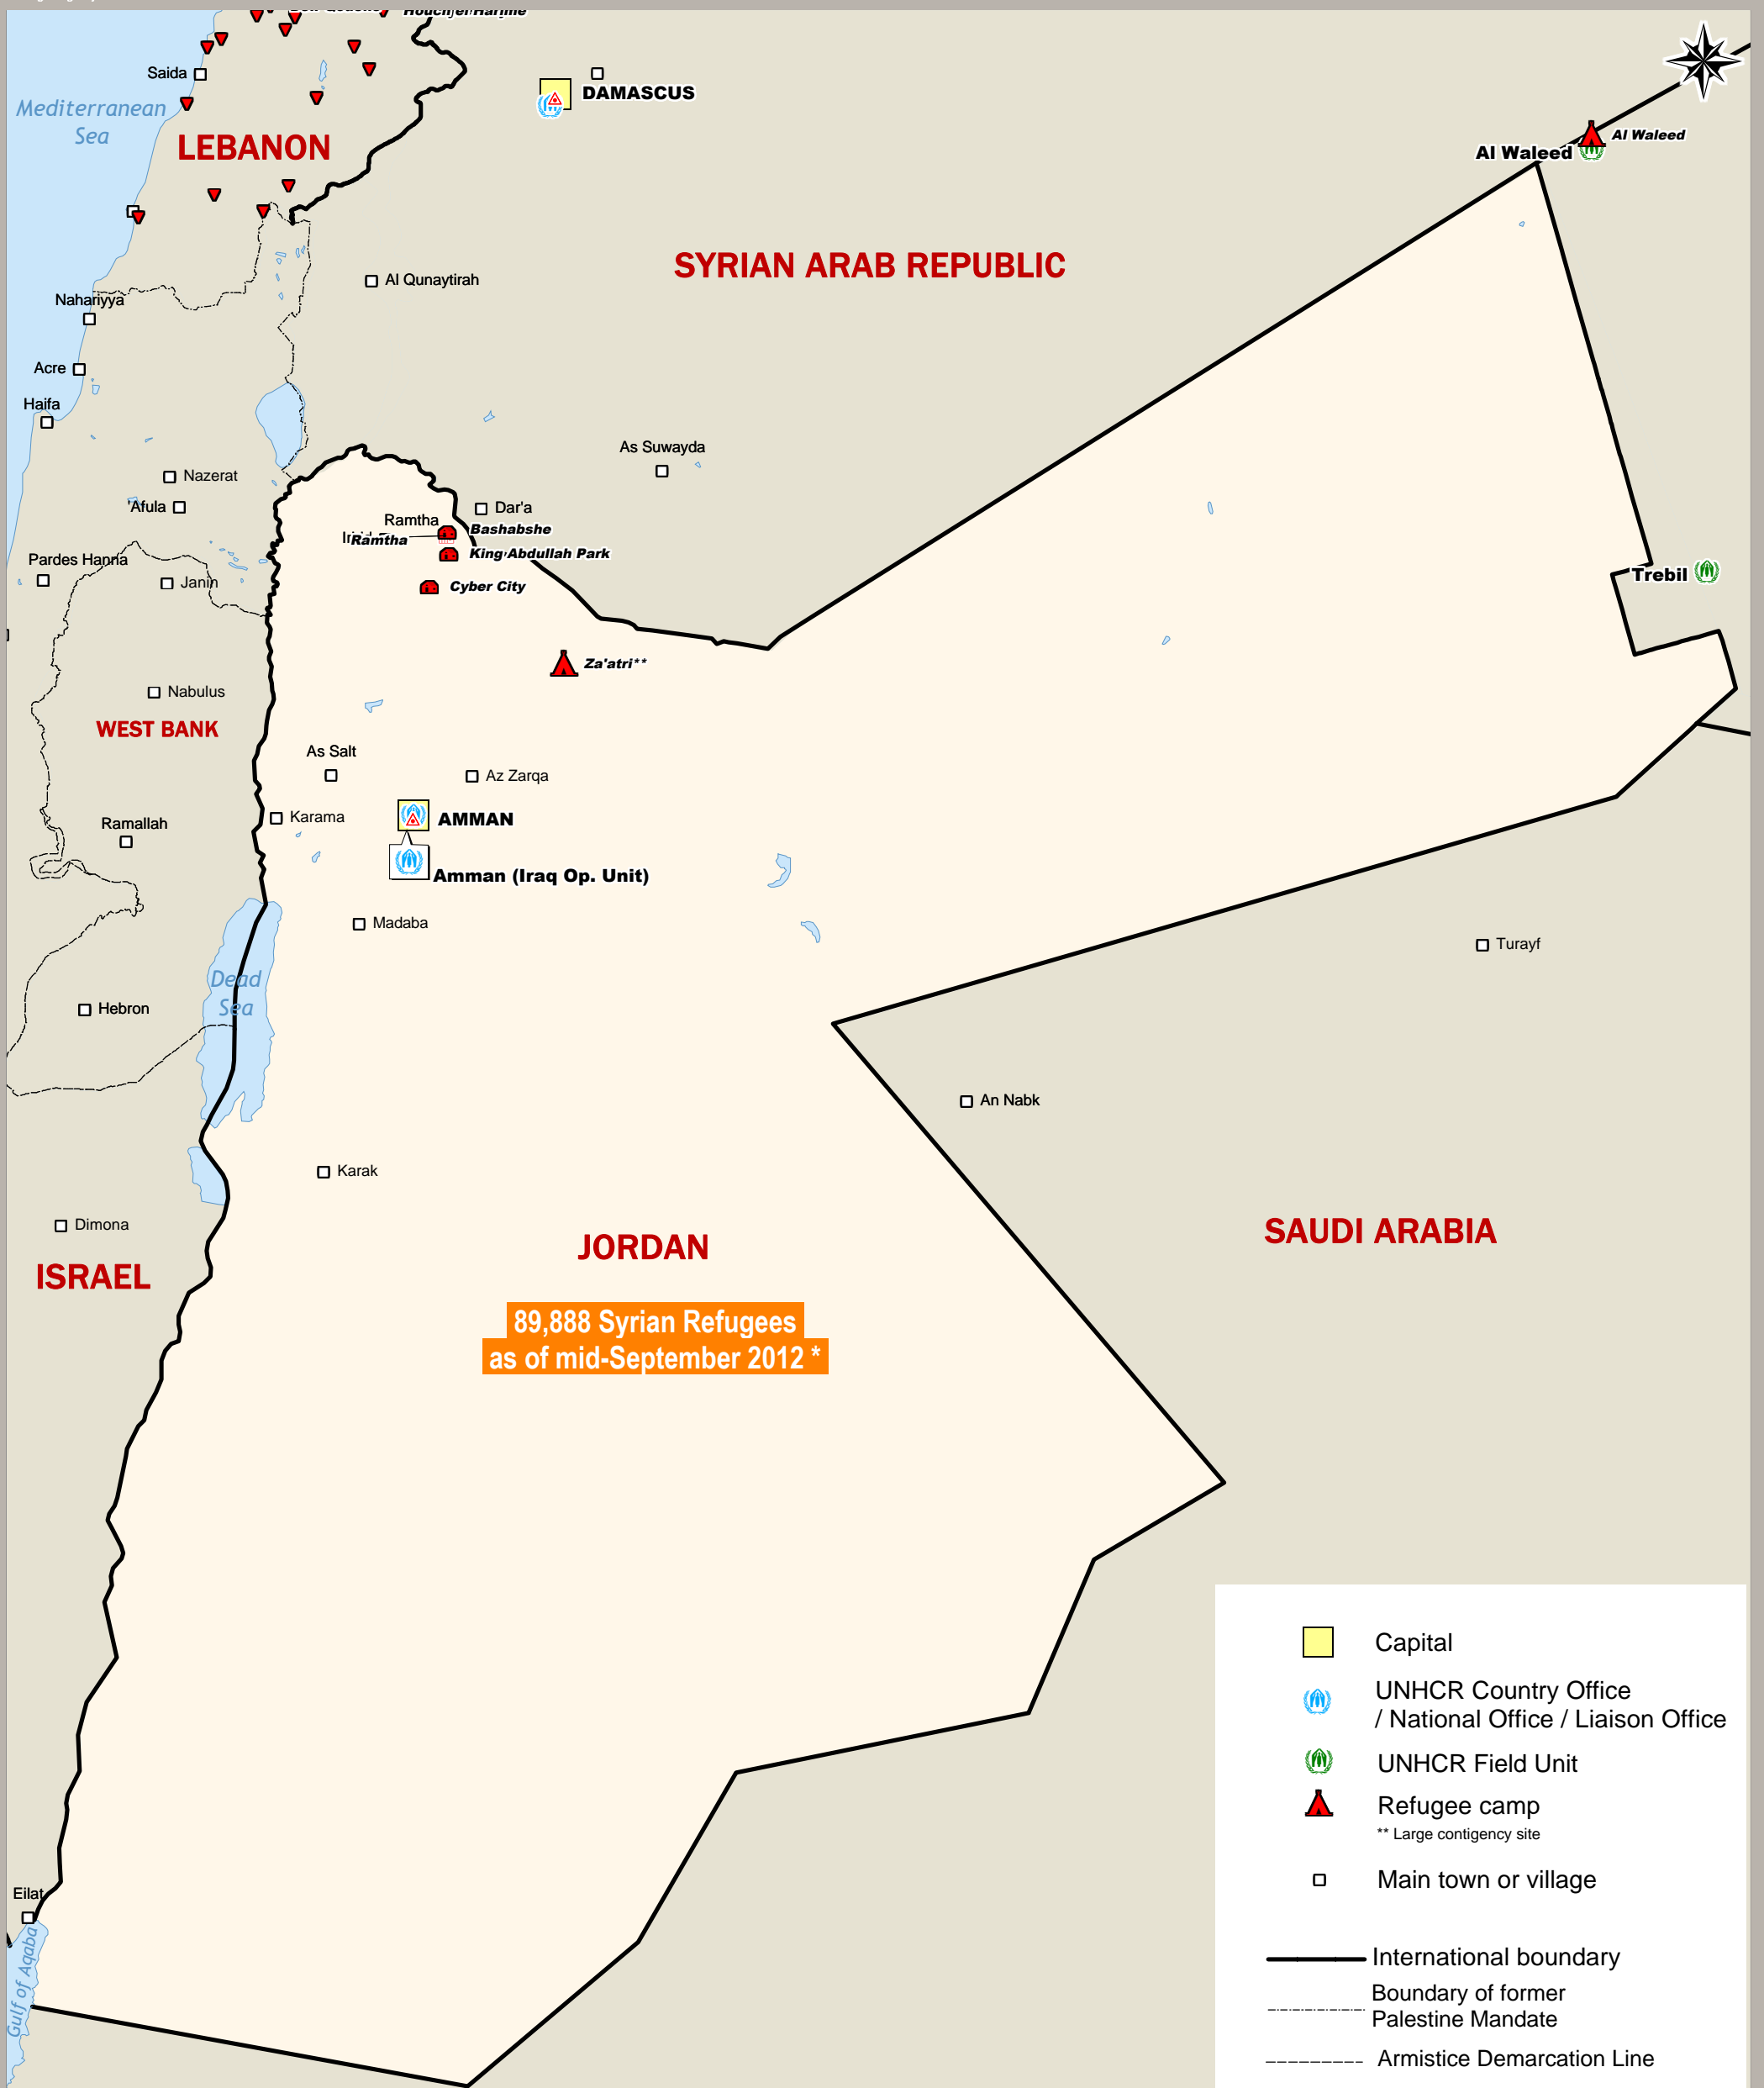 Houchjei Harjme
Saida
DAMASCUS
Mediterranean
Sea
LEBANON
Al Waleed
Al Waleed
SYRIAN ARAB REPUBLIC
Al Qunaytirah
Nahariyya
Acre
Haifa
As Suwayda
Nazerat
'Afula
Dar'a
Ramtha
Bashabshe
Ramtha
King Abdullah Park
Pardes Hanna
Janin
Cyber City
Trebil
Za'atri**
Nabulus
WEST BANK
As Salt
Az Zarqa
Karama
AMMAN
Ramallah
Amman (Iraq Op. Unit)
Madaba
Turayf
Dead
Sea
Hebron
An Nabk
Karak
Dimona
SAUDI ARABIA
JORDAN
ISRAEL
89,888 Syrian Refugees
as of mid-September 2012 *
Eilat
Gulf of Aqaba
Capital
UNHCR Country Office
/ National Office / Liaison Office
UNHCR Field Unit
Refugee camp
** Large contigency site
Main town or village
International boundary
Boundary of former
Palestine Mandate
Armistice Demarcation Line